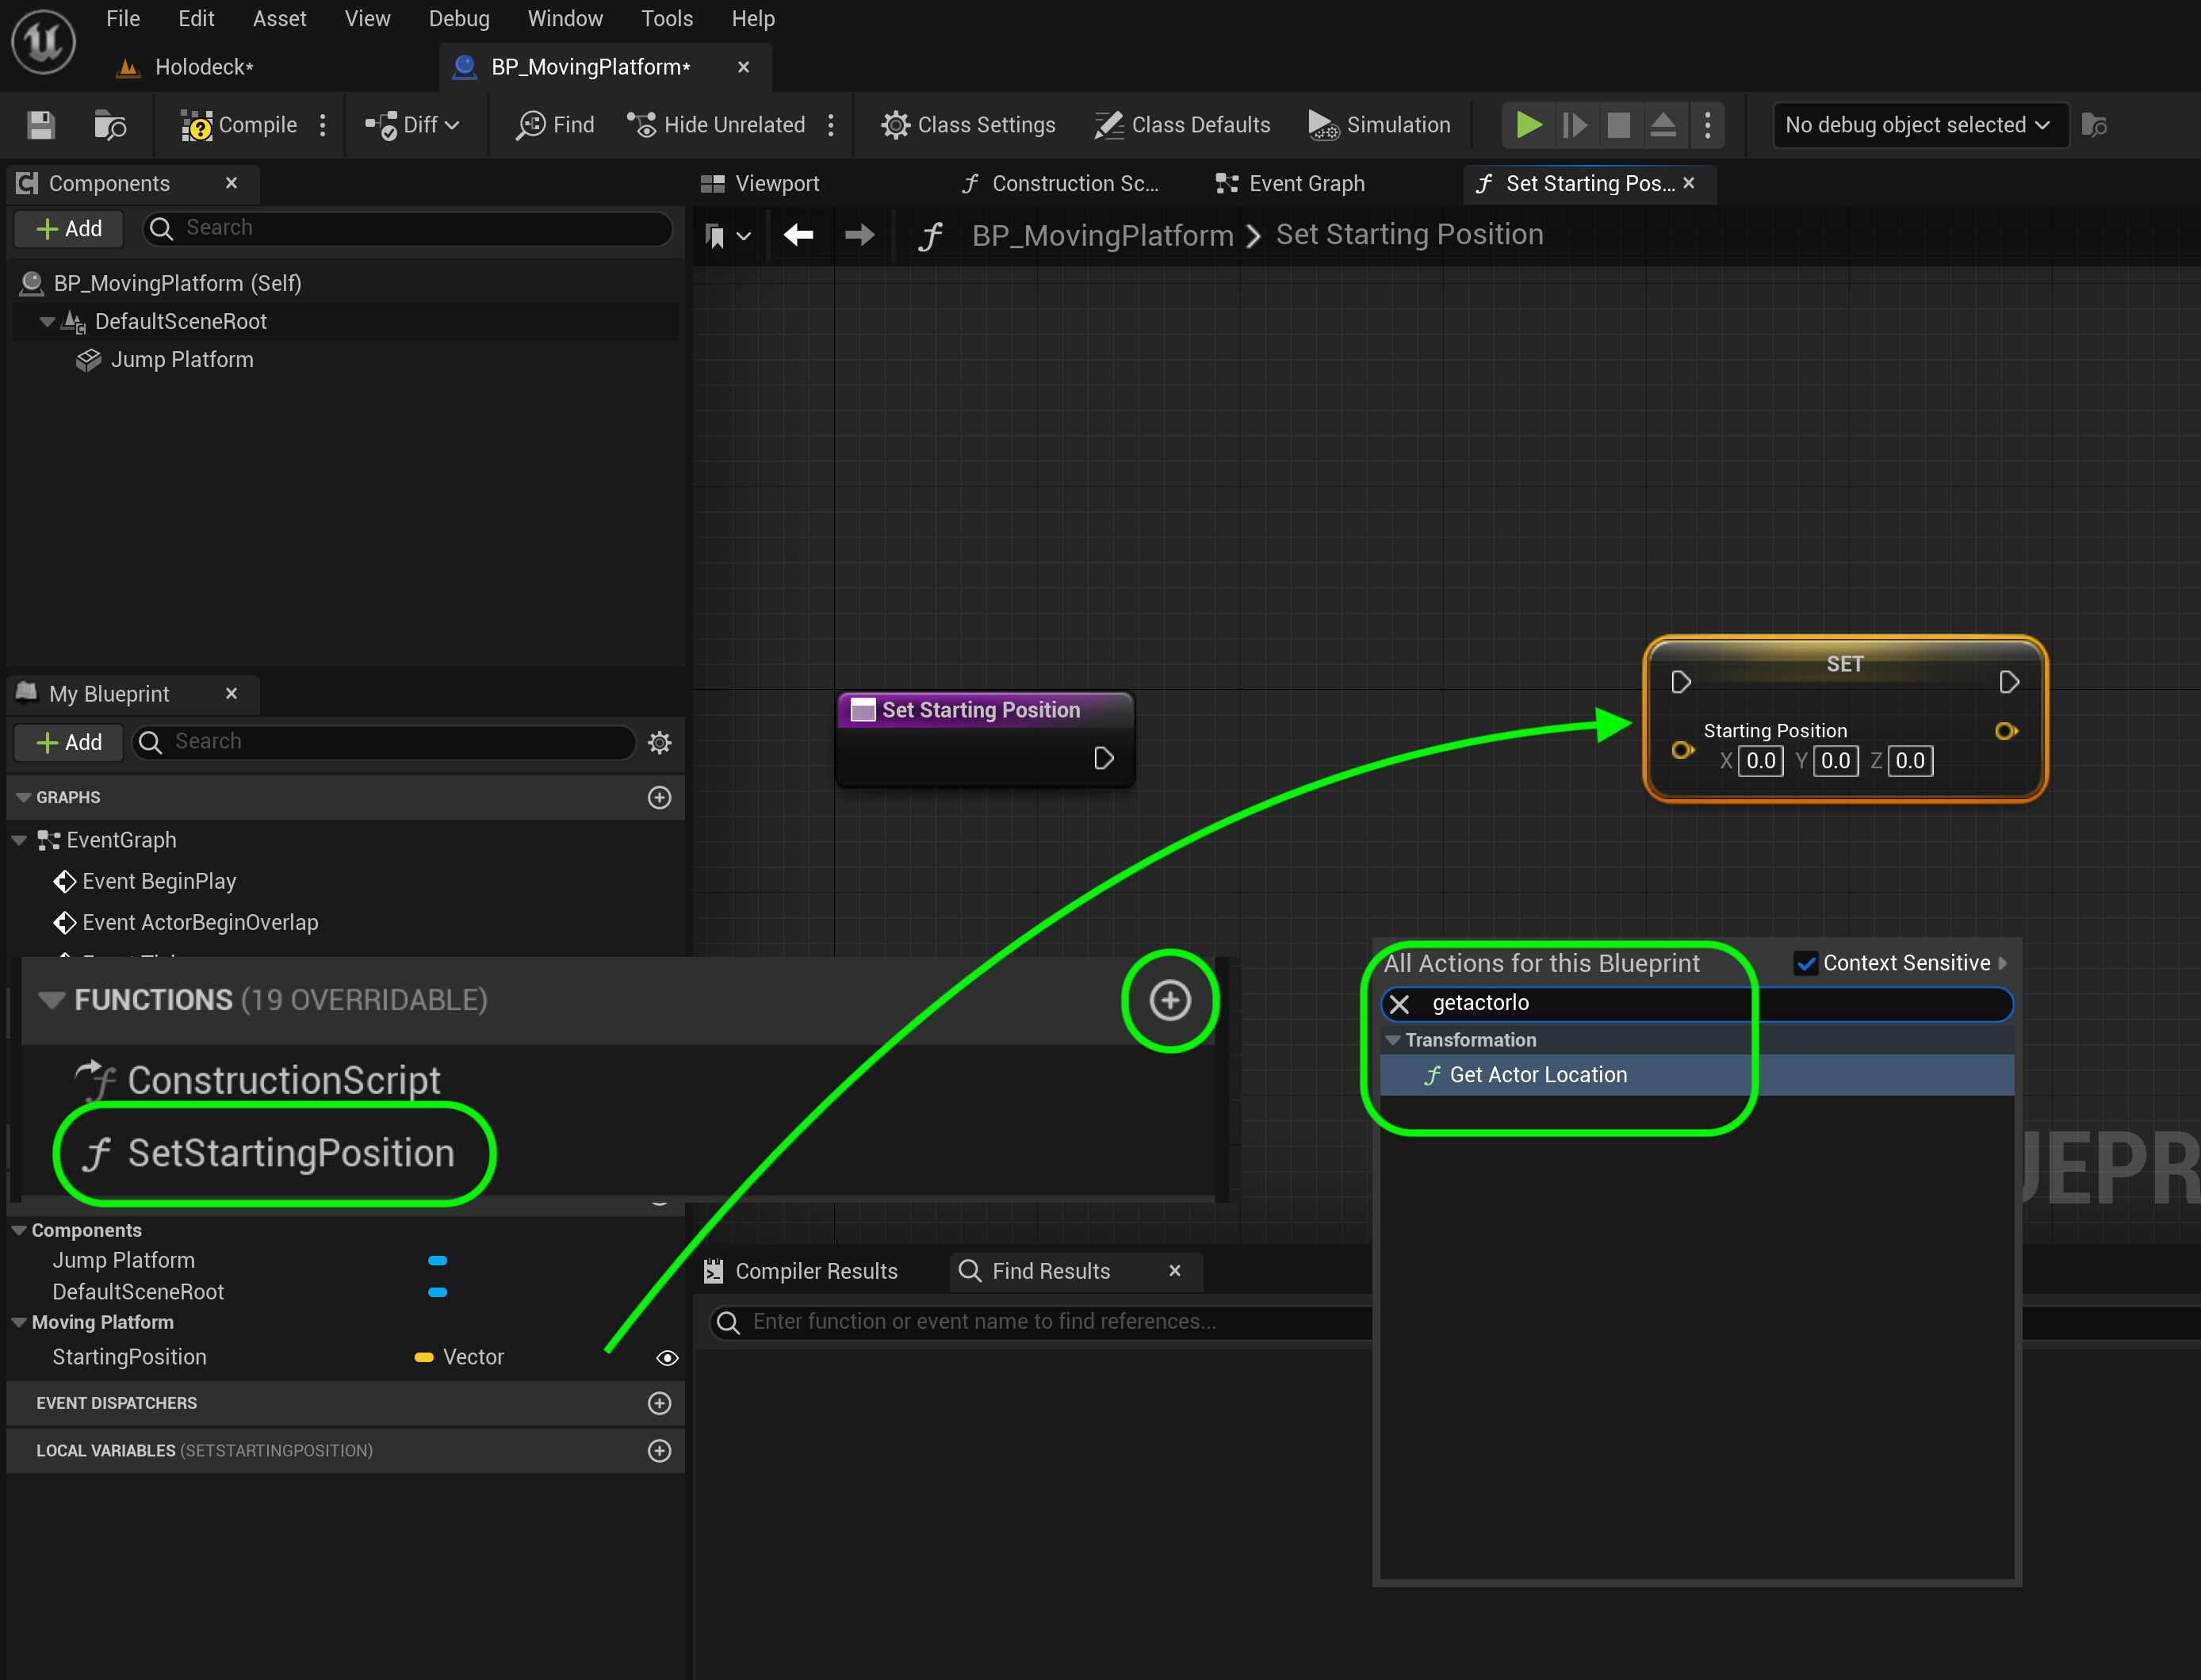 File Edit Asset View Debug Window Tools Help
Holodeck* BP_MovingPlatform*
Compile Diff Find Hide Unrelated Class Settings Class Defaults Simulation No debug object selected
Components
Add Search
BP_MovingPlatform (Self)
DefaultSceneRoot
Jump Platform
Viewport Construction Sc... Event Graph Set Starting Pos...
BP_MovingPlatform Set Starting Position
Set Starting Position
SET
Starting Position
X 0.0 Y 0.0 Z 0.0
My Blueprint
Add Search
GRAPHS
EventGraph
Event BeginPlay
Event ActorBeginOverlap
FUNCTIONS (19 OVERRIDABLE)
ConstructionScript
SetStartingPosition
Components
Jump Platform
DefaultSceneRoot
Moving Platform
StartingPosition Vector
EVENT DISPATCHERS
LOCAL VARIABLES (SETSTARTINGPOSITION)
All Actions for this Blueprint Context Sensitive
getactorlo
Transformation
Get Actor Location
Compiler Results Find Results
Enter function or event name to find references...